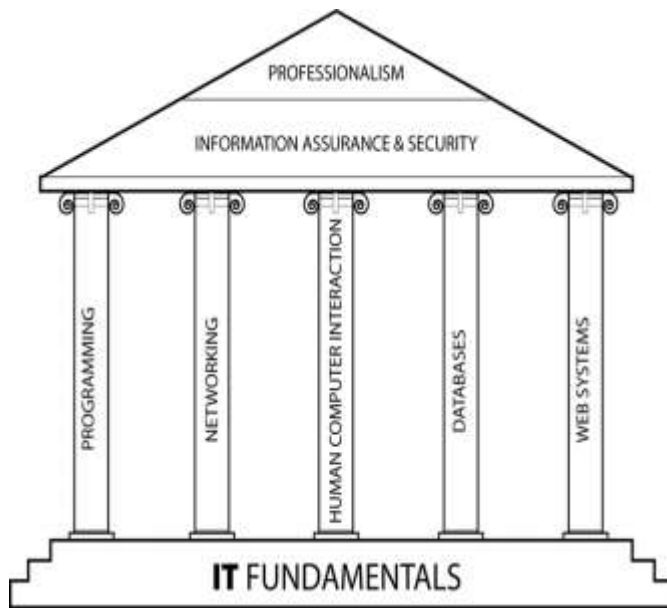 PROFESSIONALISM
INFORMATION ASSURANCE & SECURITY
PROGRAMMING
NETWORKING
HUMAN COMPUTER INTERACTION
DATABASES
WEB SYSTEMS
IT FUNDAMENTALS